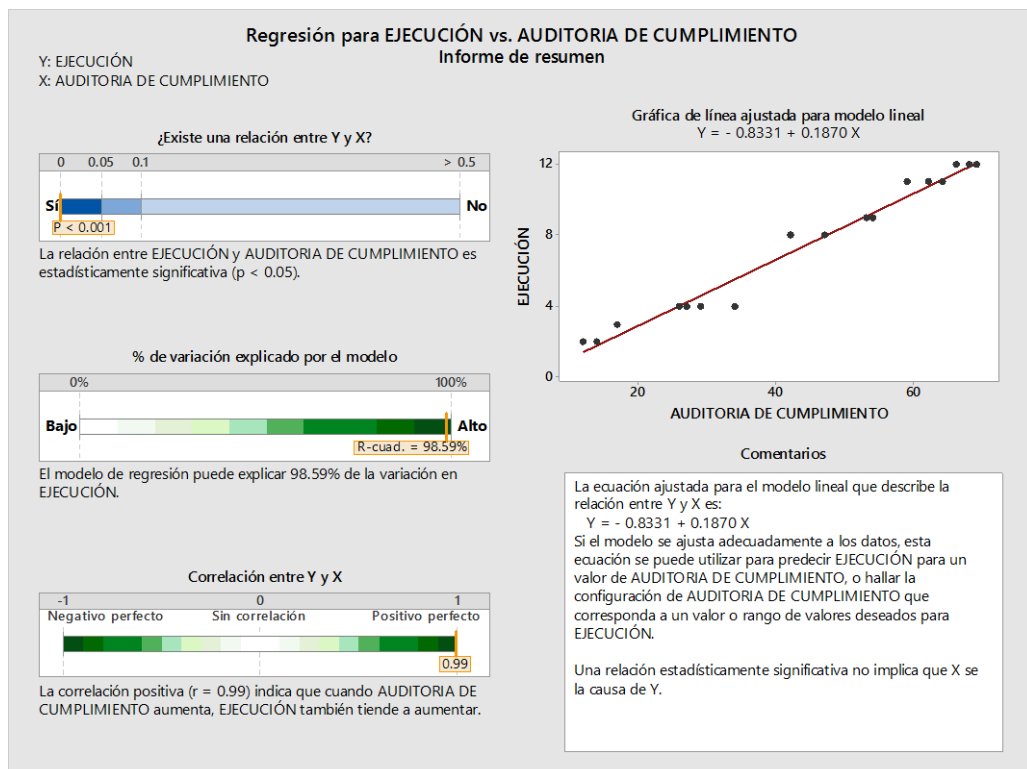 Regresión para EJECUCIÓN vs. AUDITORIA DE CUMPLIMIENTO
Informe de resumen
Y: EJECUCIÓN
X: AUDITORIA DE CUMPLIMIENTO
¿Existe una relación entre Y y X?
0 0.05 0.1 > 0.5
Sí No
P < 0.001
La relación entre EJECUCIÓN y AUDITORIA DE CUMPLIMIENTO es
estadísticamente significativa (p < 0.05).
% de variación explicado por el modelo
0% 100%
Bajo Alto
R-cuad. = 98.59%
El modelo de regresión puede explicar 98.59% de la variación en
EJECUCIÓN.
Correlación entre Y y X
-1 0 1
Negativo perfecto Sin correlación Positivo perfecto
0.99
La correlación positiva (r = 0.99) indica que cuando AUDITORIA DE
CUMPLIMIENTO aumenta, EJECUCIÓN también tiende a aumentar.
Gráfica de línea ajustada para modelo lineal
Y = - 0.8331 + 0.1870 X
12
8
4
0
EJECUCIÓN
20 40 60
AUDITORIA DE CUMPLIMIENTO
Comentarios
La ecuación ajustada para el modelo lineal que describe la
relación entre Y y X es:
Y = - 0.8331 + 0.1870 X
Si el modelo se ajusta adecuadamente a los datos, esta
ecuación se puede utilizar para predecir EJECUCIÓN para un
valor de AUDITORIA DE CUMPLIMIENTO, o hallar la
configuración de AUDITORIA DE CUMPLIMIENTO que
corresponda a un valor o rango de valores deseados para
EJECUCIÓN.
Una relación estadísticamente significativa no implica que X se
la causa de Y.